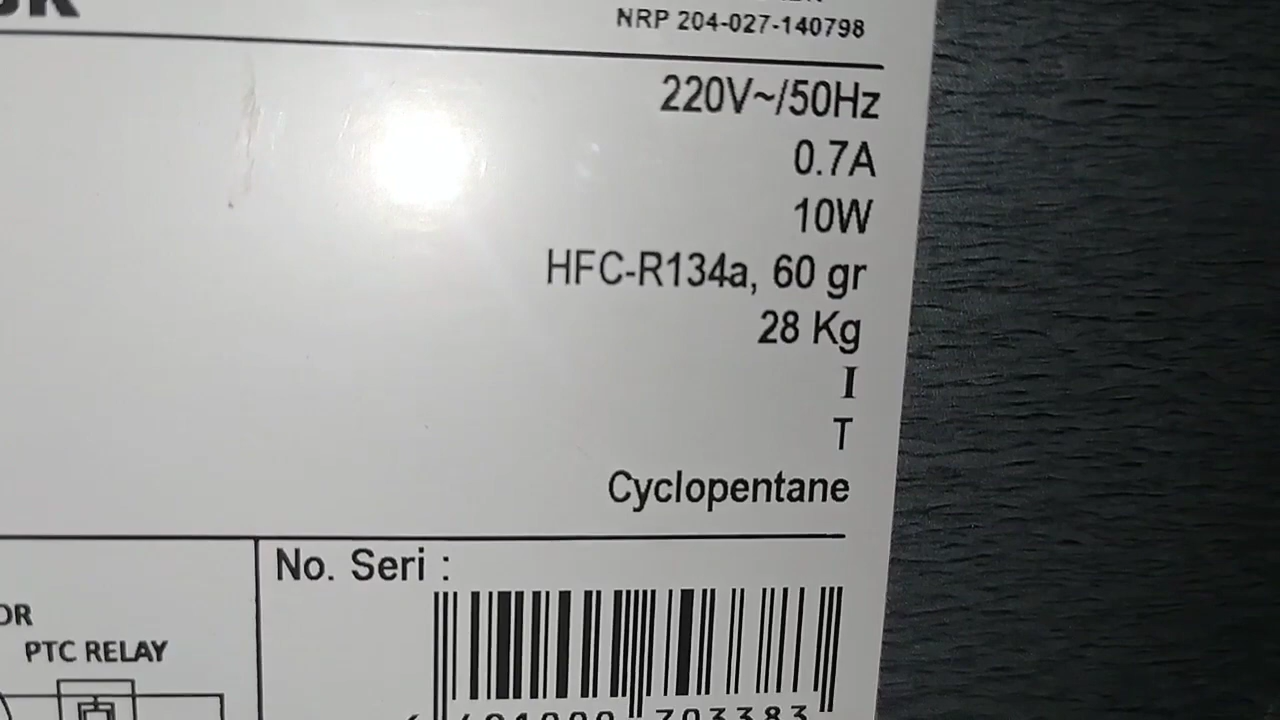 NRP 204-027-140798
220V~/50Hz
0.7A
10W
HFC-R134a, 60 gr
28 Kg
I
T
Cyclopentane
No. Seri :
PTC RELAY
703383